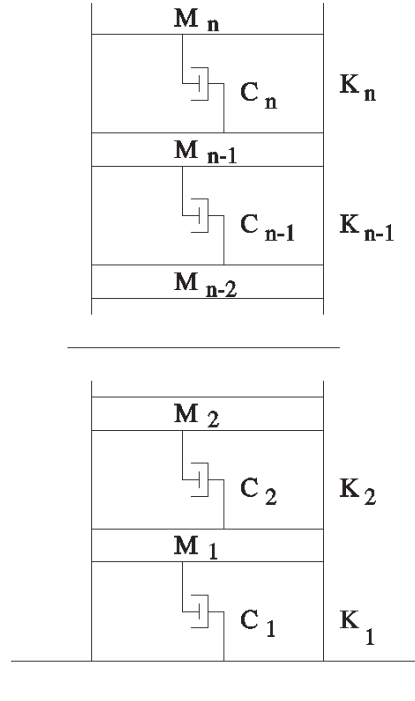 M n
C n K n
M n-1
C n-1 K n-1
M n-2
M 2
C 2 K 2
M 1
C 1 K 1